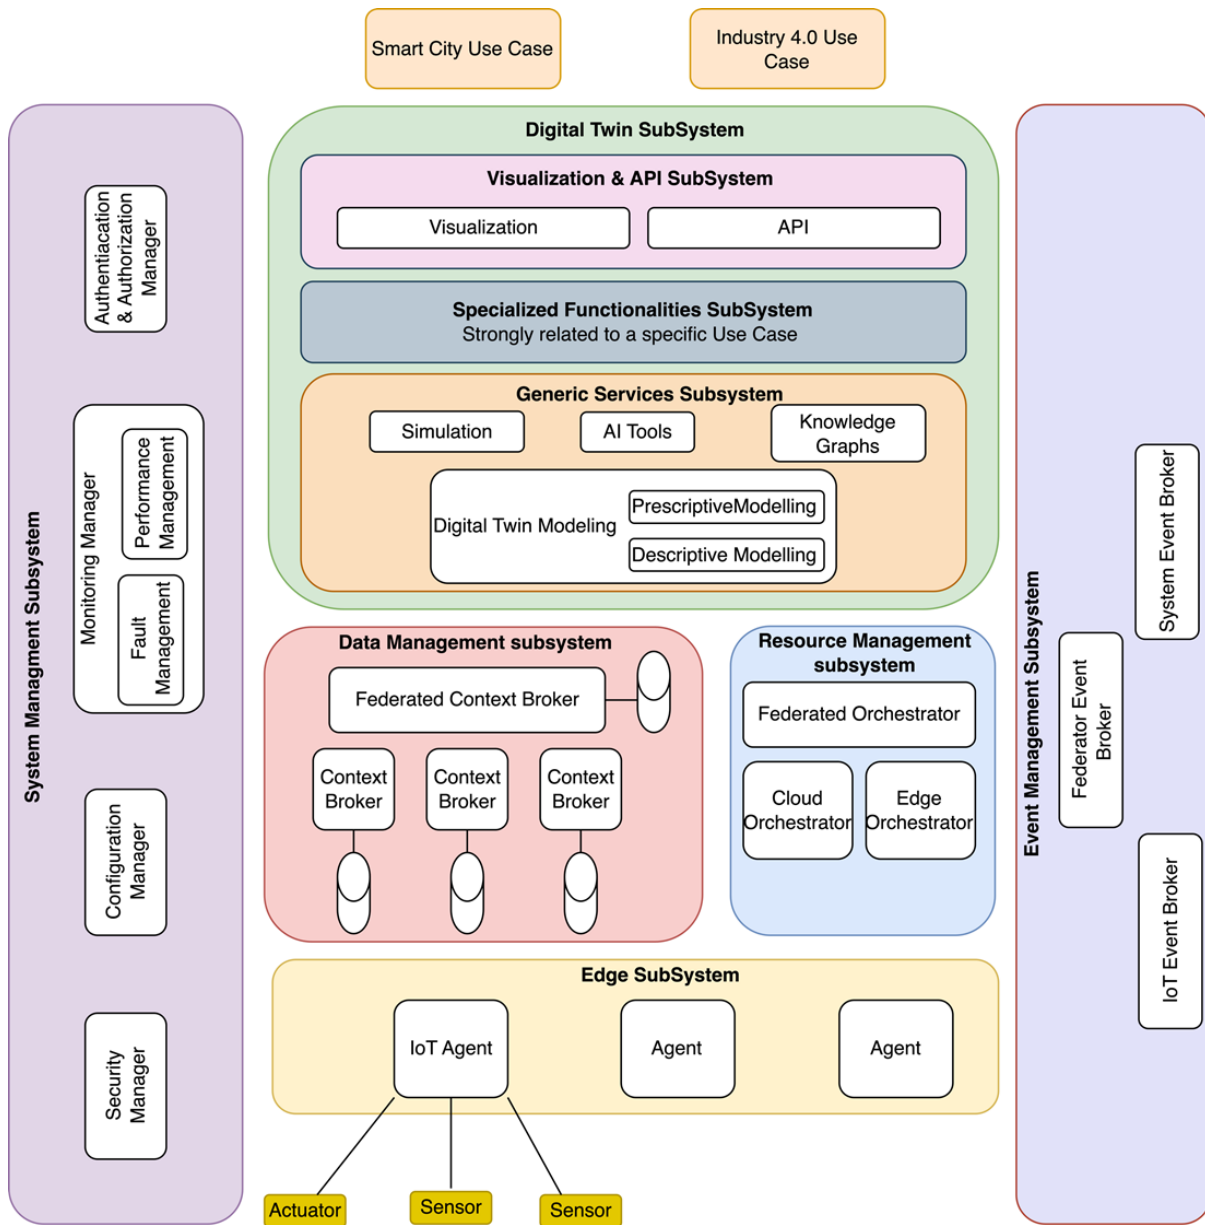 Smart City Use Case
Industry 4.0 Use
Case
System Managment Subsystem
Authentiacation
& Authorization
Manager
Monitoring Manager
Performance
Management
Fault
Management
Configuration
Manager
Security
Manager
Digital Twin SubSystem
Visualization & API SubSystem
Visualization
API
Specialized Functionalities SubSystem
Strongly related to a specific Use Case
Generic Services Subsystem
Simulation
AI Tools
Knowledge
Graphs
Digital Twin Modeling
PrescriptiveModelling
Descriptive Modelling
Data Management subsystem
Federated Context Broker
Context
Broker
Context
Broker
Context
Broker
Resource Management
subsystem
Federated Orchestrator
Cloud
Orchestrator
Edge
Orchestrator
Edge SubSystem
IoT Agent
Agent
Agent
Actuator
Sensor
Sensor
Event Management Subsystem
System Event Broker
Federator Event
Broker
IoT Event Broker